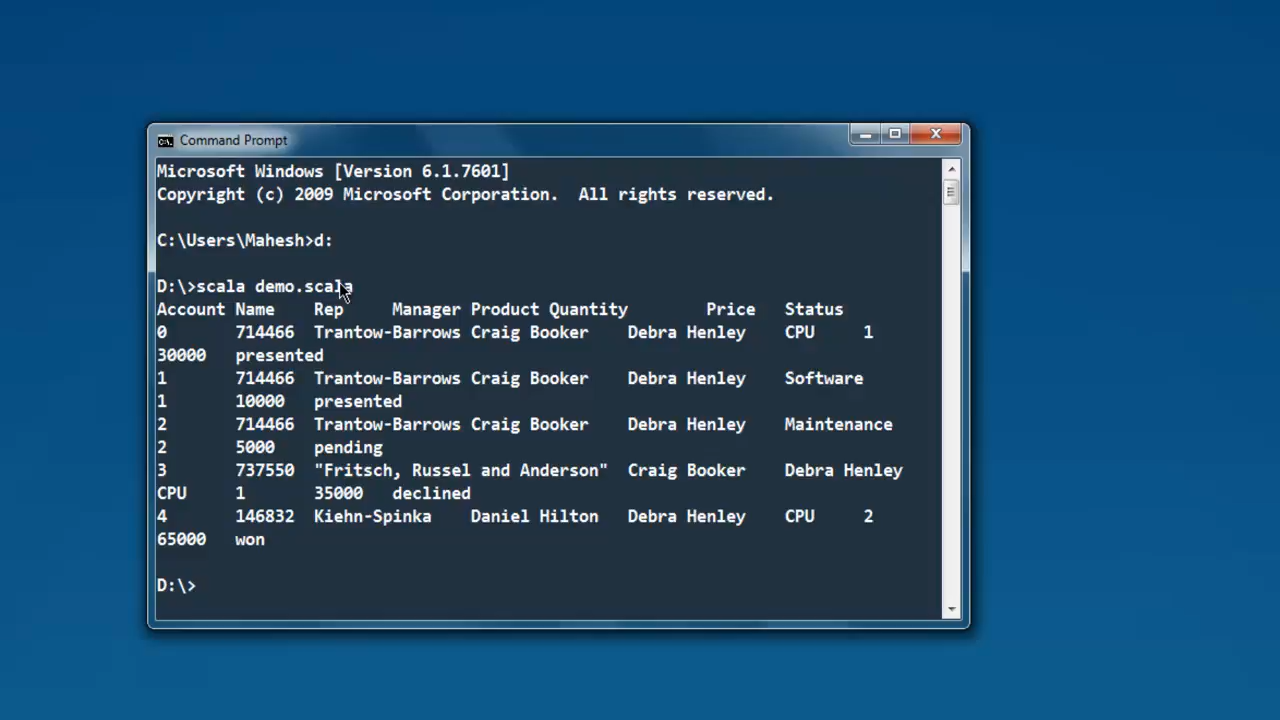 Command Prompt
Microsoft Windows [Version 6.1.7601]
Copyright (c) 2009 Microsoft Corporation.  All rights reserved.
C:\Users\Mahesh>d:
D:\>scala demo.scala
Account Name    Rep     Manager Product Quantity        Price   Status
0       714466  Trantow-Barrows Craig Booker    Debra Henley    CPU     1
30000   presented
1       714466  Trantow-Barrows Craig Booker    Debra Henley    Software
1       10000   presented
2       714466  Trantow-Barrows Craig Booker    Debra Henley    Maintenance
2       5000    pending
3       737550  "Fritsch, Russel and Anderson"  Craig Booker    Debra Henley
CPU     1       35000   declined
4       146832  Kiehn-Spinka    Daniel Hilton   Debra Henley    CPU     2
65000   won
D:\>